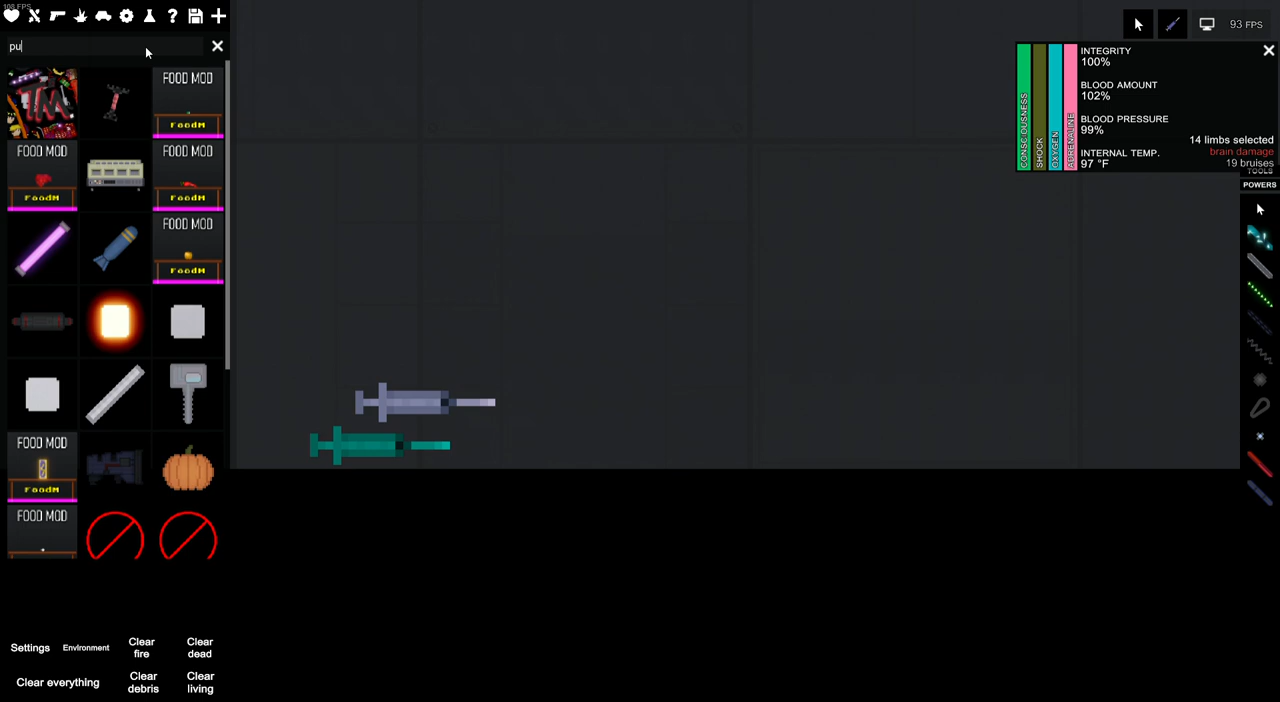 108 FPS
pu
93 FPS
INTEGRITY
100%
BLOOD AMOUNT
102%
BLOOD PRESSURE
99%
INTERNAL TEMP.
97 °F
CONSCIOUSNESS
SHOCK
OXYGEN
ADRENALINE
14 limbs selected
brain damage
19 bruises
TOOLS
POWERS
TM
FOOD MOD
FoodM
FOOD MOD
FoodM
FOOD MOD
FoodM
FOOD MOD
FoodM
FOOD MOD
FoodM
FOOD MOD
Settings
Environment
Clear
fire
Clear
dead
Clear everything
Clear
debris
Clear
living